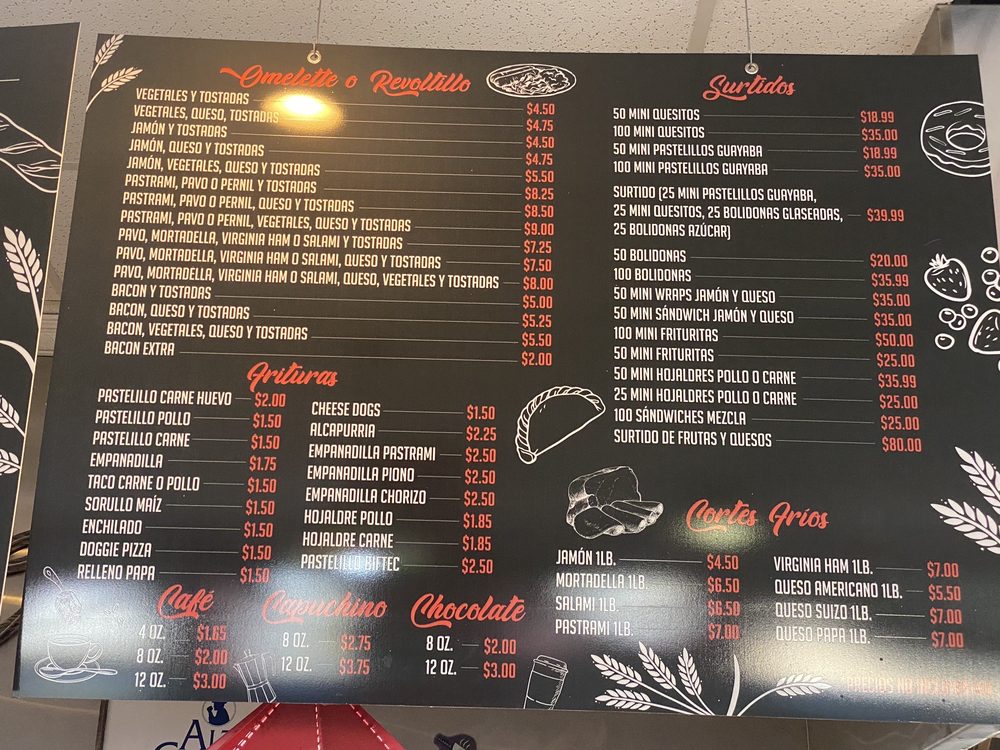 Omelette o Revoltillo
VEGETALES Y TOSTADAS $4.50
VEGETALES, QUESO, TOSTADAS $4.75
JAMÓN Y TOSTADAS $4.50
JAMÓN, QUESO Y TOSTADAS $4.75
JAMÓN, VEGETALES, QUESO Y TOSTADAS $5.50
PASTRAMI, PAVO O PERNIL Y TOSTADAS $8.25
PASTRAMI, PAVO O PERNIL, QUESO Y TOSTADAS $8.50
PASTRAMI, PAVO O PERNIL, VEGETALES, QUESO Y TOSTADAS $9.00
PAVO, MORTADELLA, VIRGINIA HAM O SALAMI Y TOSTADAS $7.25
PAVO, MORTADELLA, VIRGINIA HAM O SALAMI, QUESO Y TOSTADAS $7.50
PAVO, MORTADELLA, VIRGINIA HAM O SALAMI, QUESO, VEGETALES Y TOSTADAS $8.00
BACON Y TOSTADAS $5.00
BACON, QUESO Y TOSTADAS $5.25
BACON, VEGETALES, QUESO Y TOSTADAS $5.50
BACON EXTRA $2.00
Frituras
PASTELILLO CARNE HUEVO $2.00
PASTELILLO POLLO $1.50
PASTELILLO CARNE $1.50
EMPANADILLA $1.75
TACO CARNE O POLLO $1.50
SORULLO MAÍZ $1.50
ENCHILADO $1.50
DOGGIE PIZZA $1.50
RELLENO PAPA $1.50
CHEESE DOGS $1.50
ALCAPURRIA $2.25
EMPANADILLA PASTRAMI $2.50
EMPANADILLA PIONO $2.50
EMPANADILLA CHORIZO $2.50
HOJALDRE POLLO $1.85
HOJALDRE CARNE $1.85
PASTELILLO BIFTEC $2.50
Café
4 OZ. $1.65
8 OZ. $2.00
12 OZ. $3.00
Capuchino
8 OZ. $2.75
12 OZ. $3.75
Chocolate
8 OZ. $2.00
12 OZ. $3.00
Surtidos
50 MINI QUESITOS $18.99
100 MINI QUESITOS $35.00
50 MINI PASTELILLOS GUAYABA $18.99
100 MINI PASTELILLOS GUAYABA $35.00
SURTIDO (25 MINI PASTELILLOS GUAYABA,
25 MINI QUESITOS, 25 BOLIDONAS GLASEADAS, $39.99
25 BOLIDONAS AZÚCAR)
50 BOLIDONAS $20.00
100 BOLIDONAS $35.99
50 MINI WRAPS JAMÓN Y QUESO $35.00
50 MINI SÁNDWICH JAMÓN Y QUESO $35.00
100 MINI FRITURITAS $50.00
50 MINI FRITURITAS $25.00
50 MINI HOJALDRES POLLO O CARNE $35.99
25 MINI HOJALDRES POLLO O CARNE $25.00
100 SÁNDWICHES MEZCLA $25.00
SURTIDO DE FRUTAS Y QUESOS $80.00
Cortes Fríos
JAMÓN 1LB. $4.50
MORTADELLA 1LB. $6.50
SALAMI 1LB. $6.50
PASTRAMI 1LB. $7.00
VIRGINIA HAM 1LB. $7.00
QUESO AMERICANO 1LB. $5.50
QUESO SUIZO 1LB. $7.00
QUESO PAPA 1LB. $7.00
PRECIOS NO